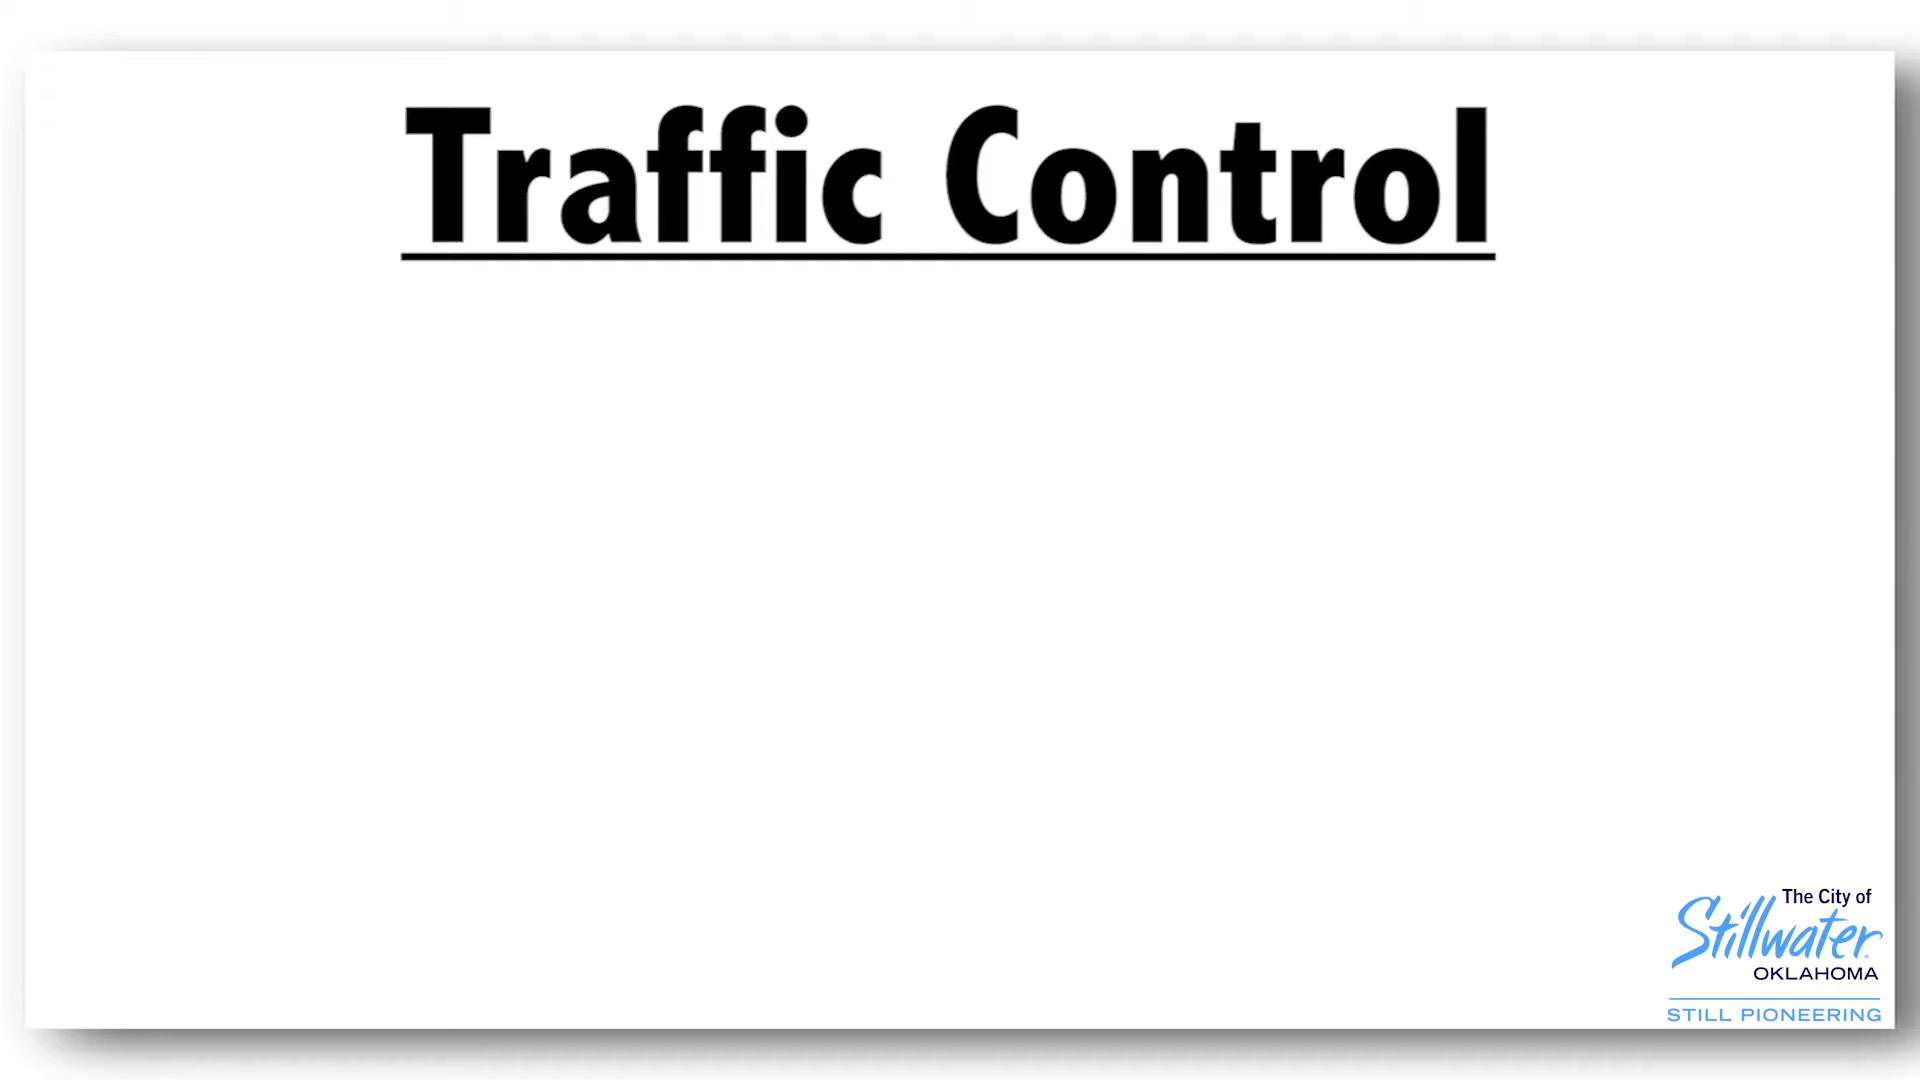 Traffic Control
The City of
Stillwater
OKLAHOMA
STILL PIONEERING